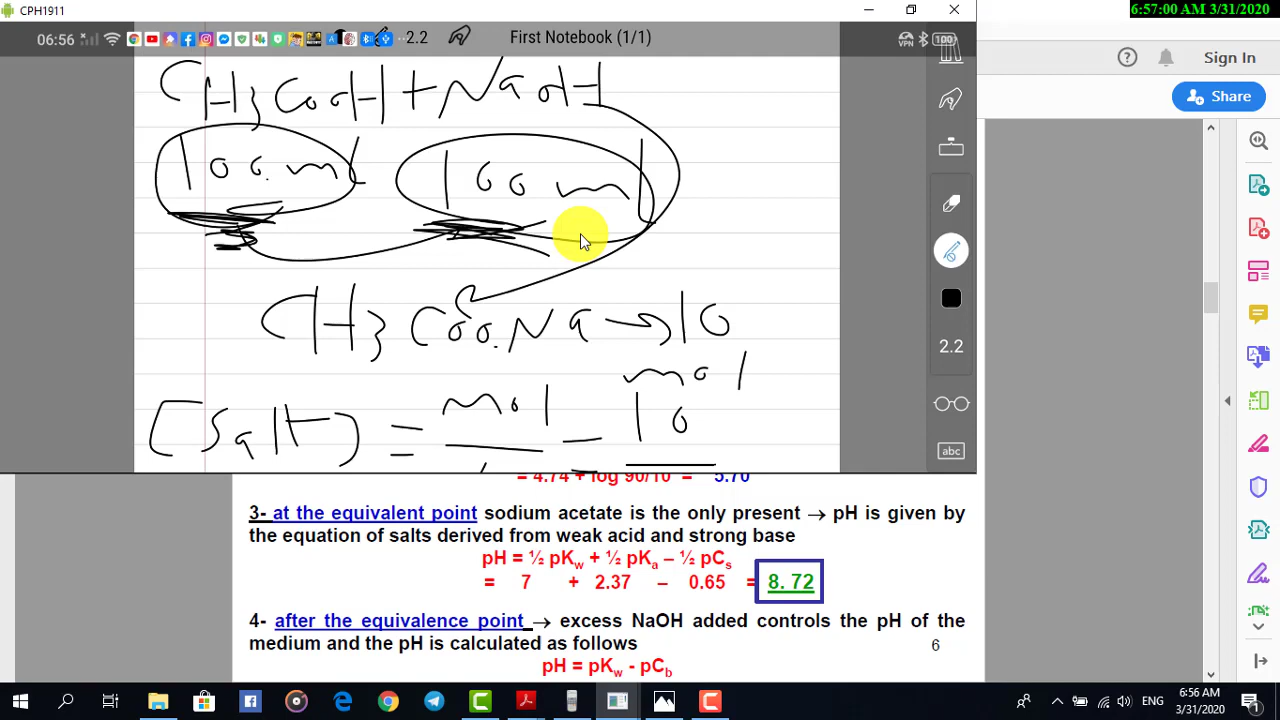 CPH1911
6:57:00 AM 3/31/2020
06:56
2.2
First Notebook (1/1)
VPN
100
Sign In
Share
CH3COOH + NaOH
100 ml
100 ml
CH3COO.Na → 10
mol
[Salt] = mol = 10
2.2
abc
= 4.74 + log 90/10 = 5.70
3- at the equivalent point sodium acetate is the only present → pH is given by
the equation of salts derived from weak acid and strong base
pH = ½ pKw + ½ pKa – ½ pCs
= 7 + 2.37 – 0.65 = 8. 72
4- after the equivalence point → excess NaOH added controls the pH of the
medium and the pH is calculated as follows
6
pH = pKw - pCb
ENG
6:56 AM
3/31/2020